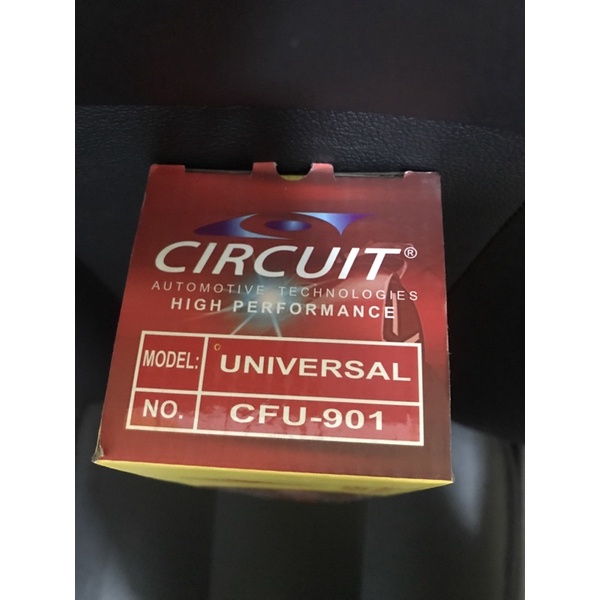 CIRCUIT®
AUTOMOTIVE TECHNOLOGIES
HIGH PERFORMANCE
MODEL: UNIVERSAL
NO. CFU-901